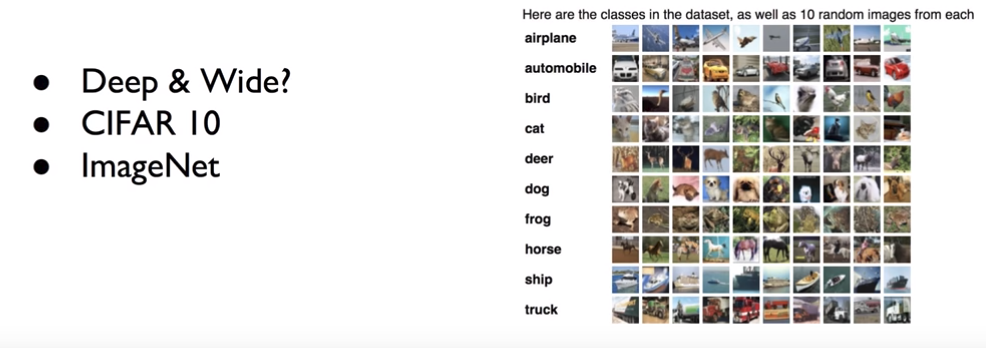 • Deep & Wide?
• CIFAR 10
• ImageNet
Here are the classes in the dataset, as well as 10 random images from each
airplane
automobile
bird
cat
deer
dog
frog
horse
ship
truck